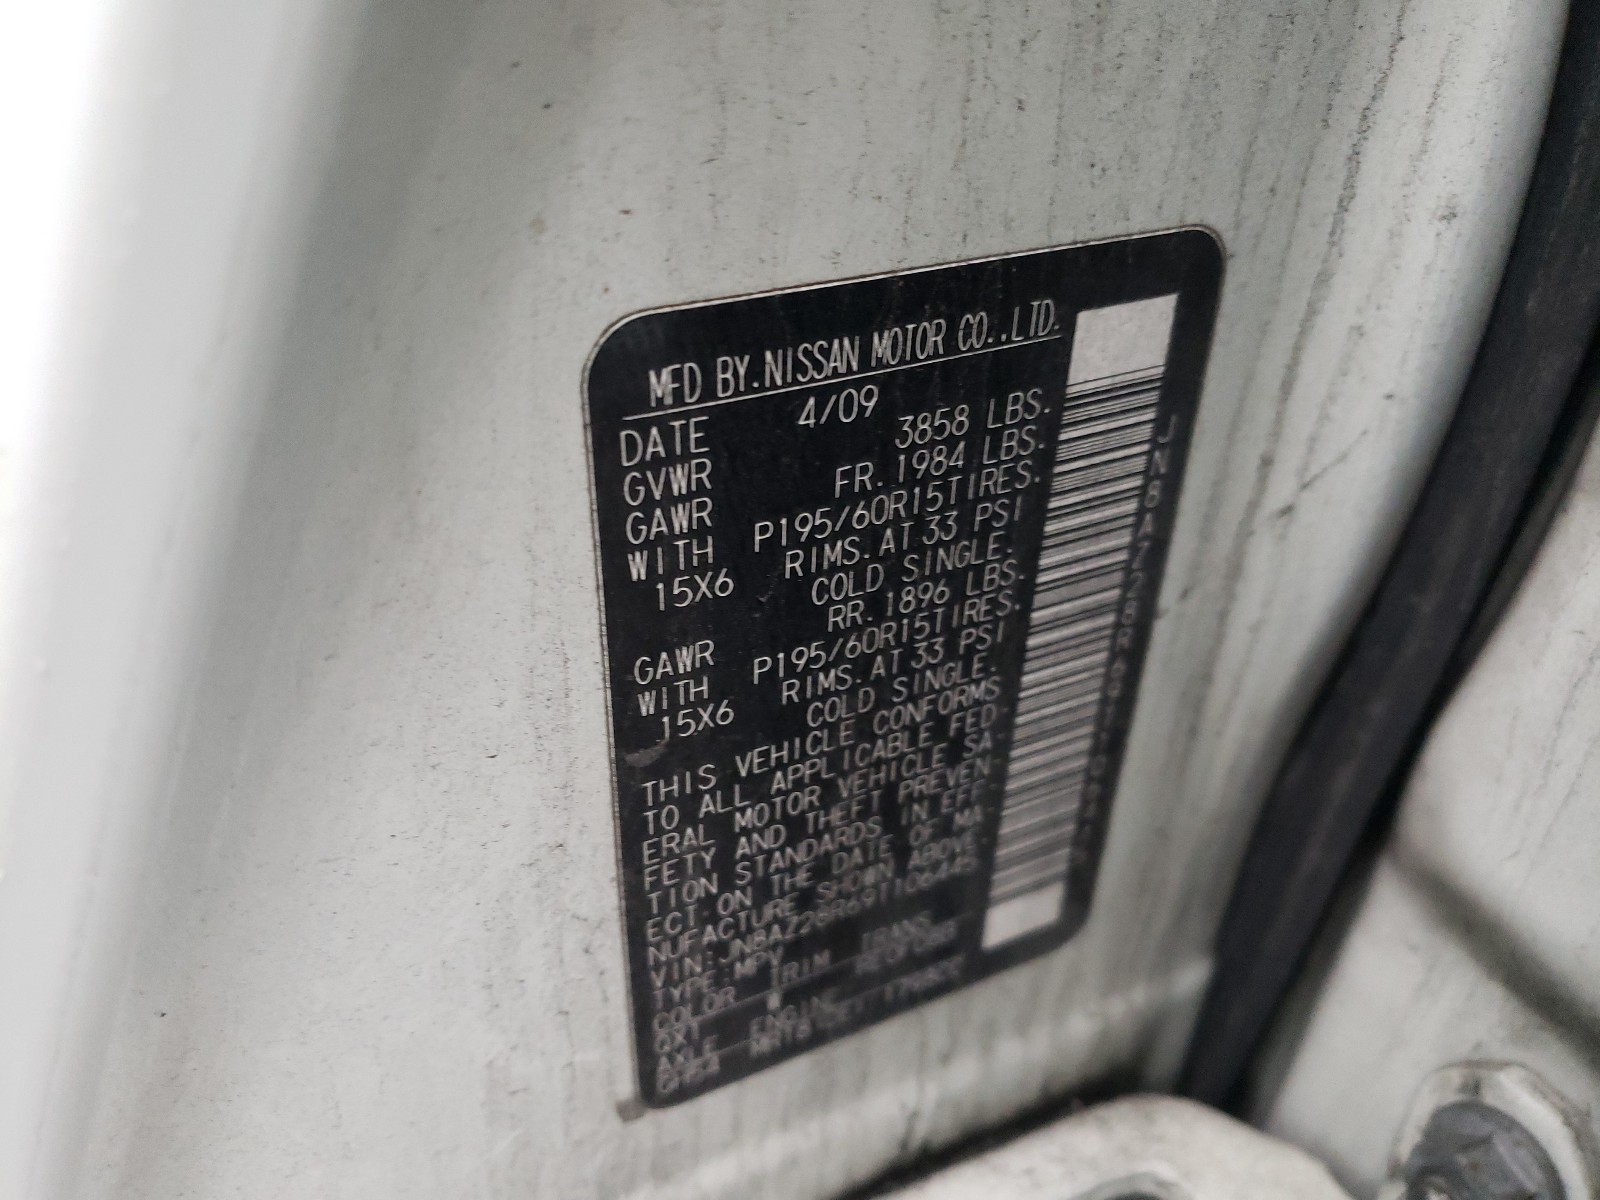 MFD BY.NISSAN MOTOR CO.,LTD.
DATE 4/09
GVWR 3858 LBS.
GAWR FR. 1984 LBS.
WITH P195/60R15TIRES.
15X6 RIMS. AT 33 PSI
COLD SINGLE.
GAWR RR. 1896 LBS.
WITH P195/60R15TIRES.
15X6 RIMS. AT 33 PSI
COLD SINGLE.
THIS VEHICLE CONFORMS
TO ALL APPLICABLE FED-
ERAL MOTOR VEHICLE SA-
FETY AND THEFT PREVEN-
TION STANDARDS IN EFF-
ECT ON THE DATE OF MA-
NUFACTURE SHOWN ABOVE
VIN:JN8AZ28R69T106445
TYPE:MPV
COLOR TRIM TRANS
QX1
AXLE ENGINE